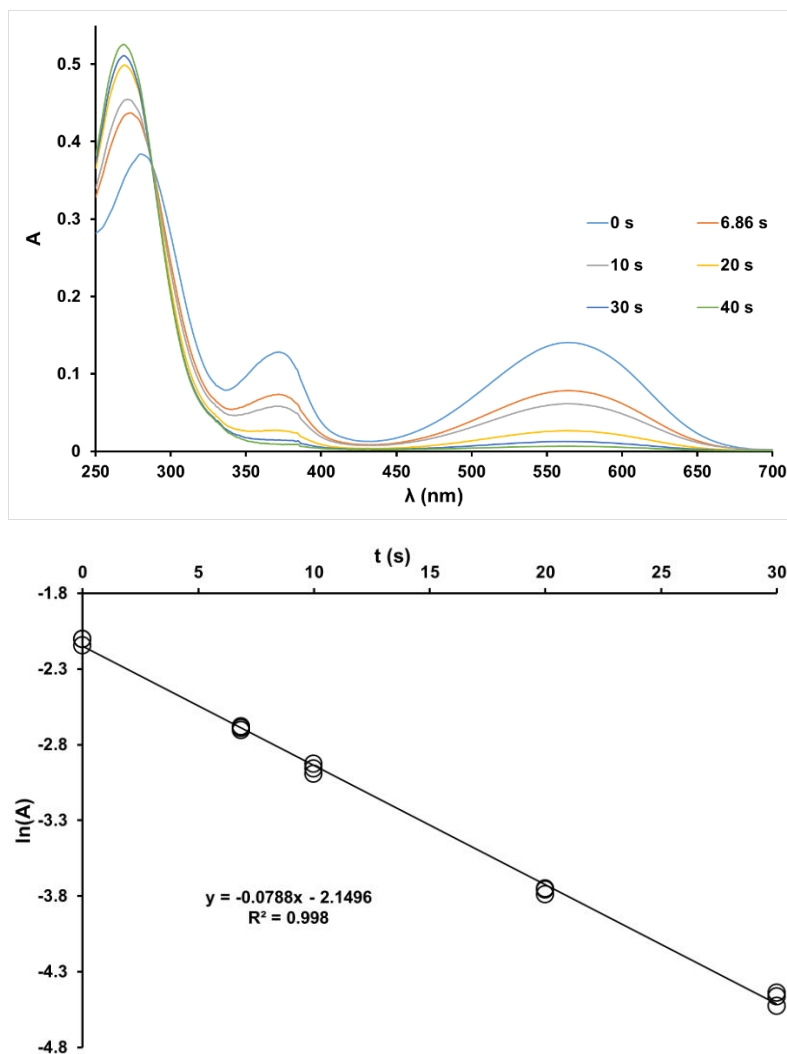 0.5
0.4
0.3
0.2
0.1
0
A
250 300 350 400 450 500 550 600 650 700
λ (nm)
0 s 6.86 s
10 s 20 s
30 s 40 s
t (s)
0 5 10 15 20 25 30
-1.8
-2.3
-2.8
-3.3
-3.8
-4.3
-4.8
ln(A)
y = -0.0788x - 2.1496
R² = 0.998